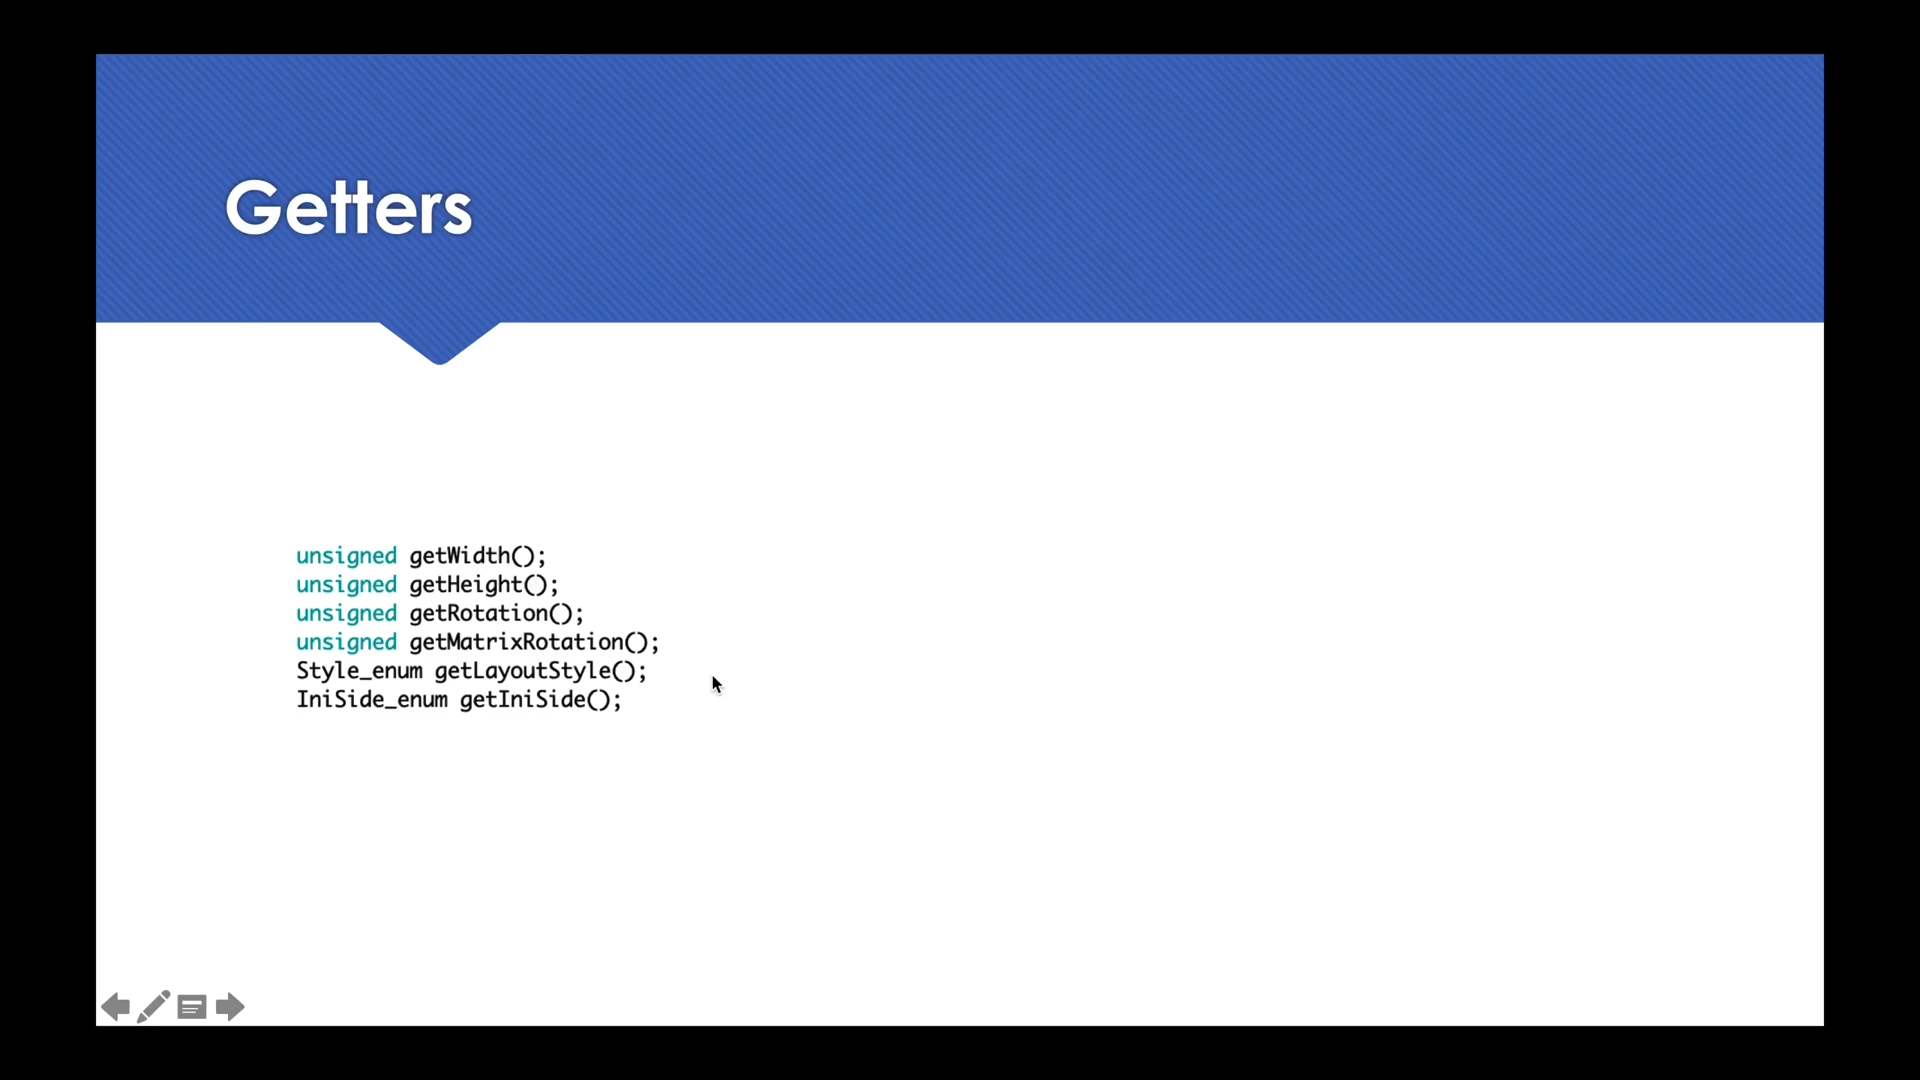 Getters
unsigned getWidth();
unsigned getHeight();
unsigned getRotation();
unsigned getMatrixRotation();
Style_enum getLayoutStyle();
IniSide_enum getIniSide();